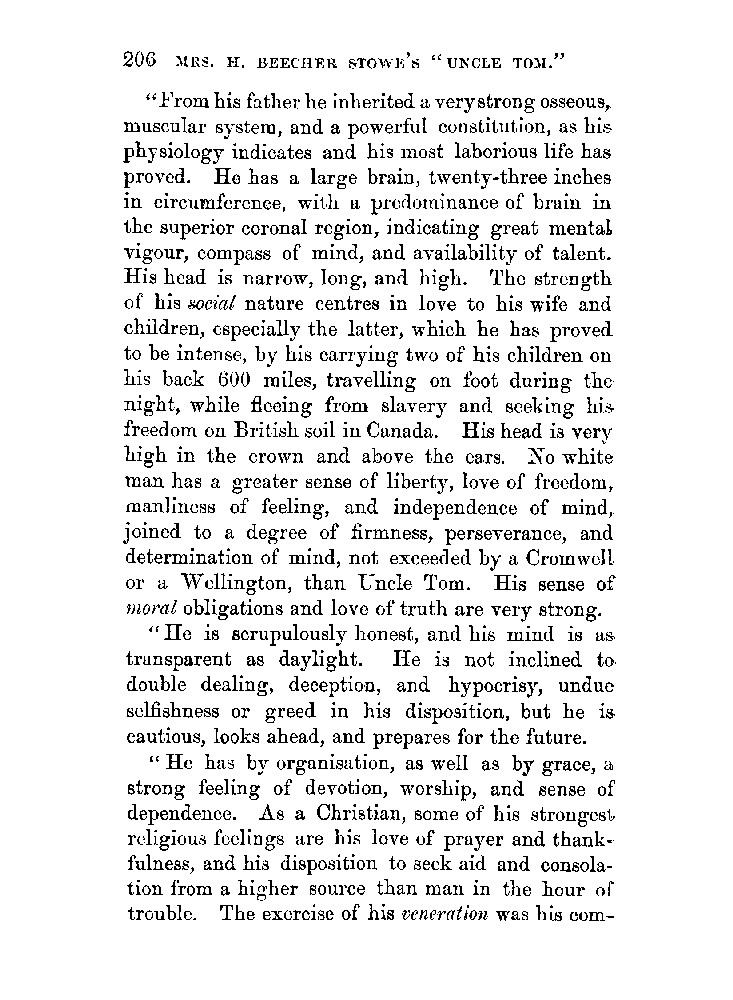 206 MRS. H. BEECHER STOWE'S "UNCLE TOM."
"From his father he inherited a very strong osseous,
muscular system, and a powerful constitution, as his
physiology indicates and his most laborious life has
proved. He has a large brain, twenty-three inches
in circumference, with a predominance of brain in
the superior coronal region, indicating great mental
vigour, compass of mind, and availability of talent.
His head is narrow, long, and high. The strength
of his social nature centres in love to his wife and
children, especially the latter, which he has proved
to be intense, by his carrying two of his children on
his back 600 miles, travelling on foot during the
night, while fleeing from slavery and seeking his
freedom on British soil in Canada. His head is very
high in the crown and above the ears. No white
man has a greater sense of liberty, love of freedom,
manliness of feeling, and independence of mind,
joined to a degree of firmness, perseverance, and
determination of mind, not exceeded by a Cromwell
or a Wellington, than Uncle Tom. His sense of
moral obligations and love of truth are very strong.
"He is scrupulously honest, and his mind is as
transparent as daylight. He is not inclined to
double dealing, deception, and hypocrisy, undue
selfishness or greed in his disposition, but he is
cautious, looks ahead, and prepares for the future.
"He has by organisation, as well as by grace, a
strong feeling of devotion, worship, and sense of
dependence. As a Christian, some of his strongest
religious feelings are his love of prayer and thank-
fulness, and his disposition to seek aid and consola-
tion from a higher source than man in the hour of
trouble. The exercise of his veneration was his com-